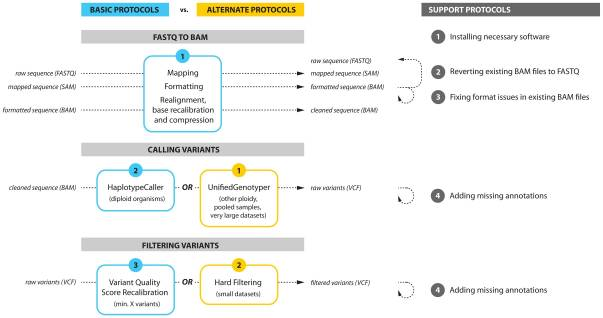 BASIC PROTOCOLS vs. ALTERNATE PROTOCOLS SUPPORT PROTOCOLS
FASTQ TO BAM
1 Installing necessary software
1
raw sequence (FASTQ)
raw sequence (FASTQ) Mapping mapped sequence (SAM) 2 Reverting existing BAM files to FASTQ
mapped sequence (SAM) Formatting formatted sequence (BAM)
3 Fixing format issues in existing BAM files
formatted sequence (BAM) Realignment, cleaned sequence (BAM)
base recalibration
and compression
CALLING VARIANTS
2 1
cleaned sequence (BAM) HaplotypeCaller OR UnifiedGenotyper raw variants (VCF)
(diploid organisms) (other ploidy, 4 Adding missing annotations
pooled samples,
very large datasets)
FILTERING VARIANTS
3 2
raw variants (VCF) Variant Quality OR Hard Filtering filtered variants (VCF)
Score Recalibration (small datasets) 4 Adding missing annotations
(min. X variants)